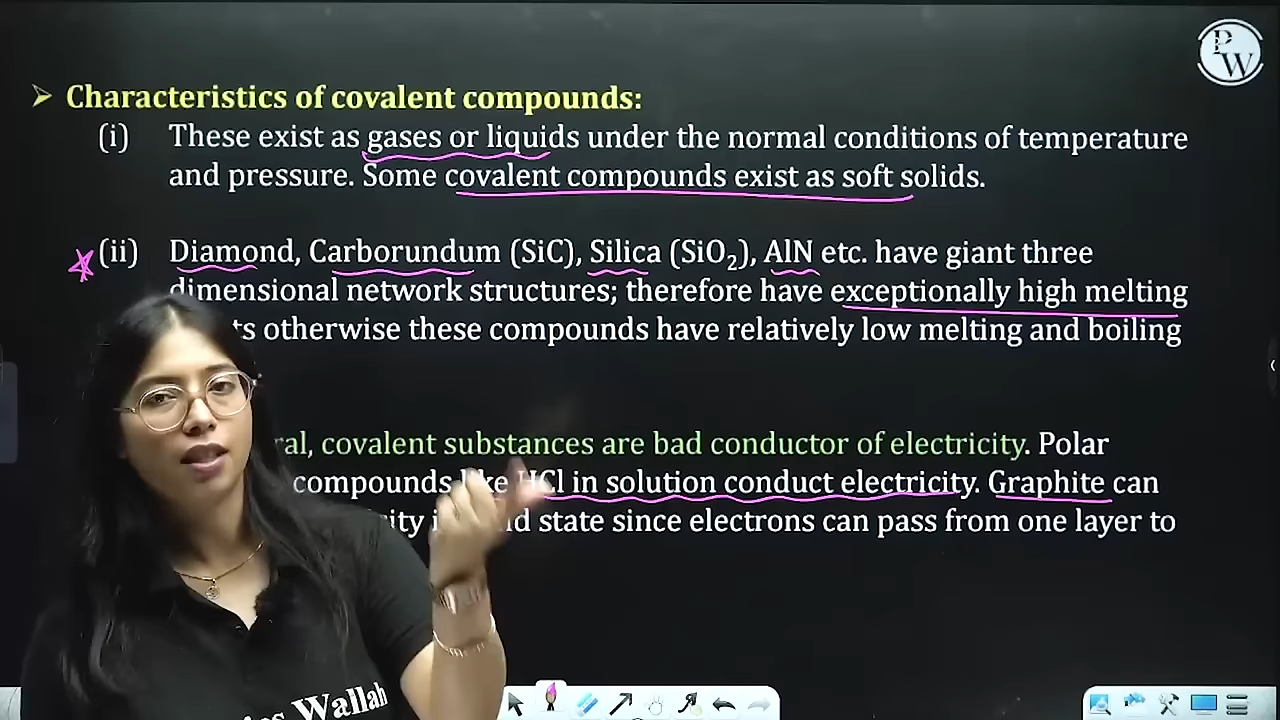 PW
➤ Characteristics of covalent compounds:
(i) These exist as gases or liquids under the normal conditions of temperature
and pressure. Some covalent compounds exist as soft solids.
(ii) Diamond, Carborundum (SiC), Silica (SiO₂), AlN etc. have giant three
dimensional network structures; therefore have exceptionally high melting
otherwise these compounds have relatively low melting and boiling
covalent substances are bad conductor of electricity. Polar
compounds like HCl in solution conduct electricity. Graphite can
state since electrons can pass from one layer to
Wallah